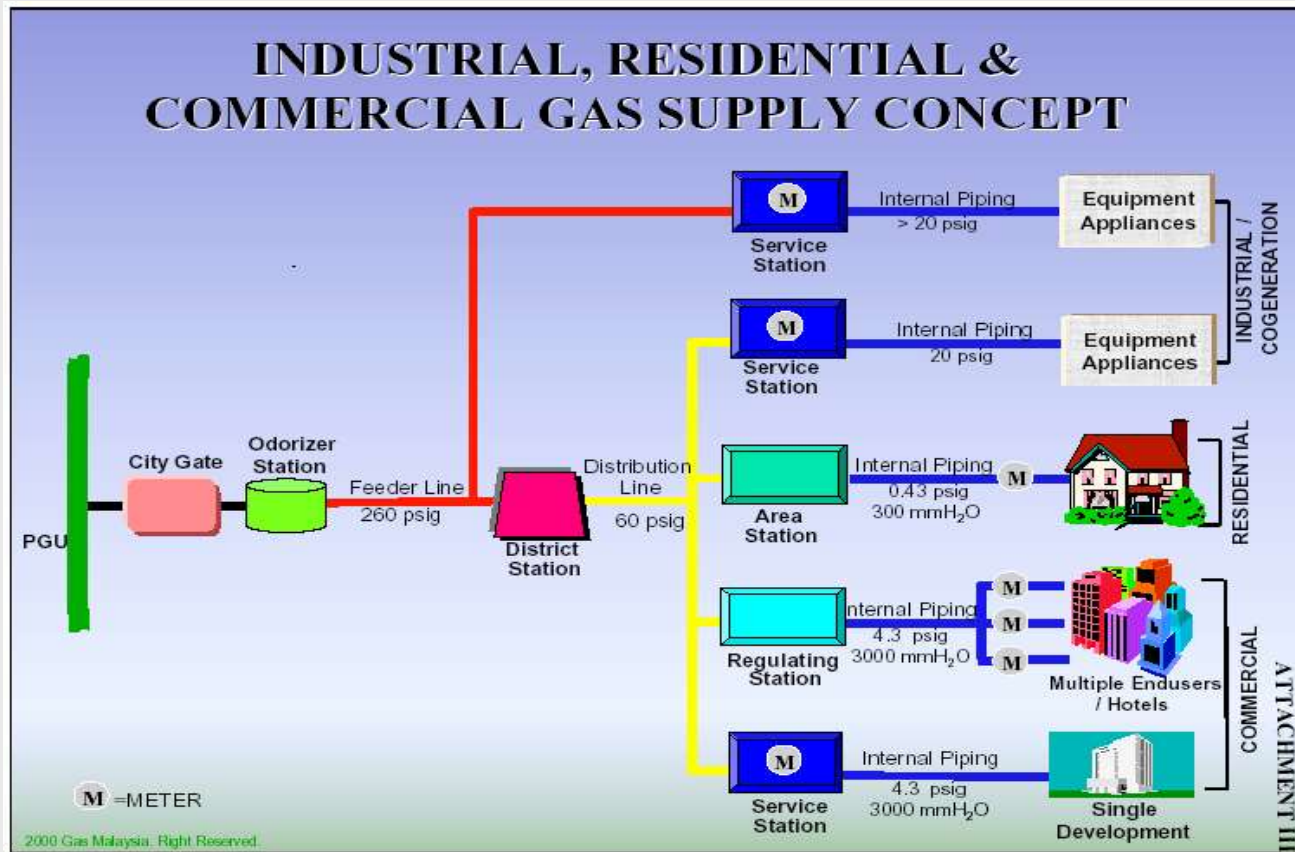 INDUSTRIAL, RESIDENTIAL &
COMMERCIAL GAS SUPPLY CONCEPT
M
Service
Station
Internal Piping
> 20 psig
Equipment
Appliances
M
Service
Station
Internal Piping
20 psig
Equipment
Appliances
INDUSTRIAL /
COGENERATION
PGU
City Gate
Odorizer
Station
Feeder Line
260 psig
District
Station
Distribution
Line
60 psig
Area
Station
Internal Piping
0.43 psig
300 mmH₂O
M
RESIDENTIAL
Regulating
Station
nternal Piping
4.3 psig
3000 mmH₂O
M
M
M
Multiple Endusers
/ Hotels
M
Service
Station
Internal Piping
4.3 psig
3000 mmH₂O
Single
Development
COMMERCIAL
ATTACHMENT III
M =METER
2000 Gas Malaysia. Right Reserved.